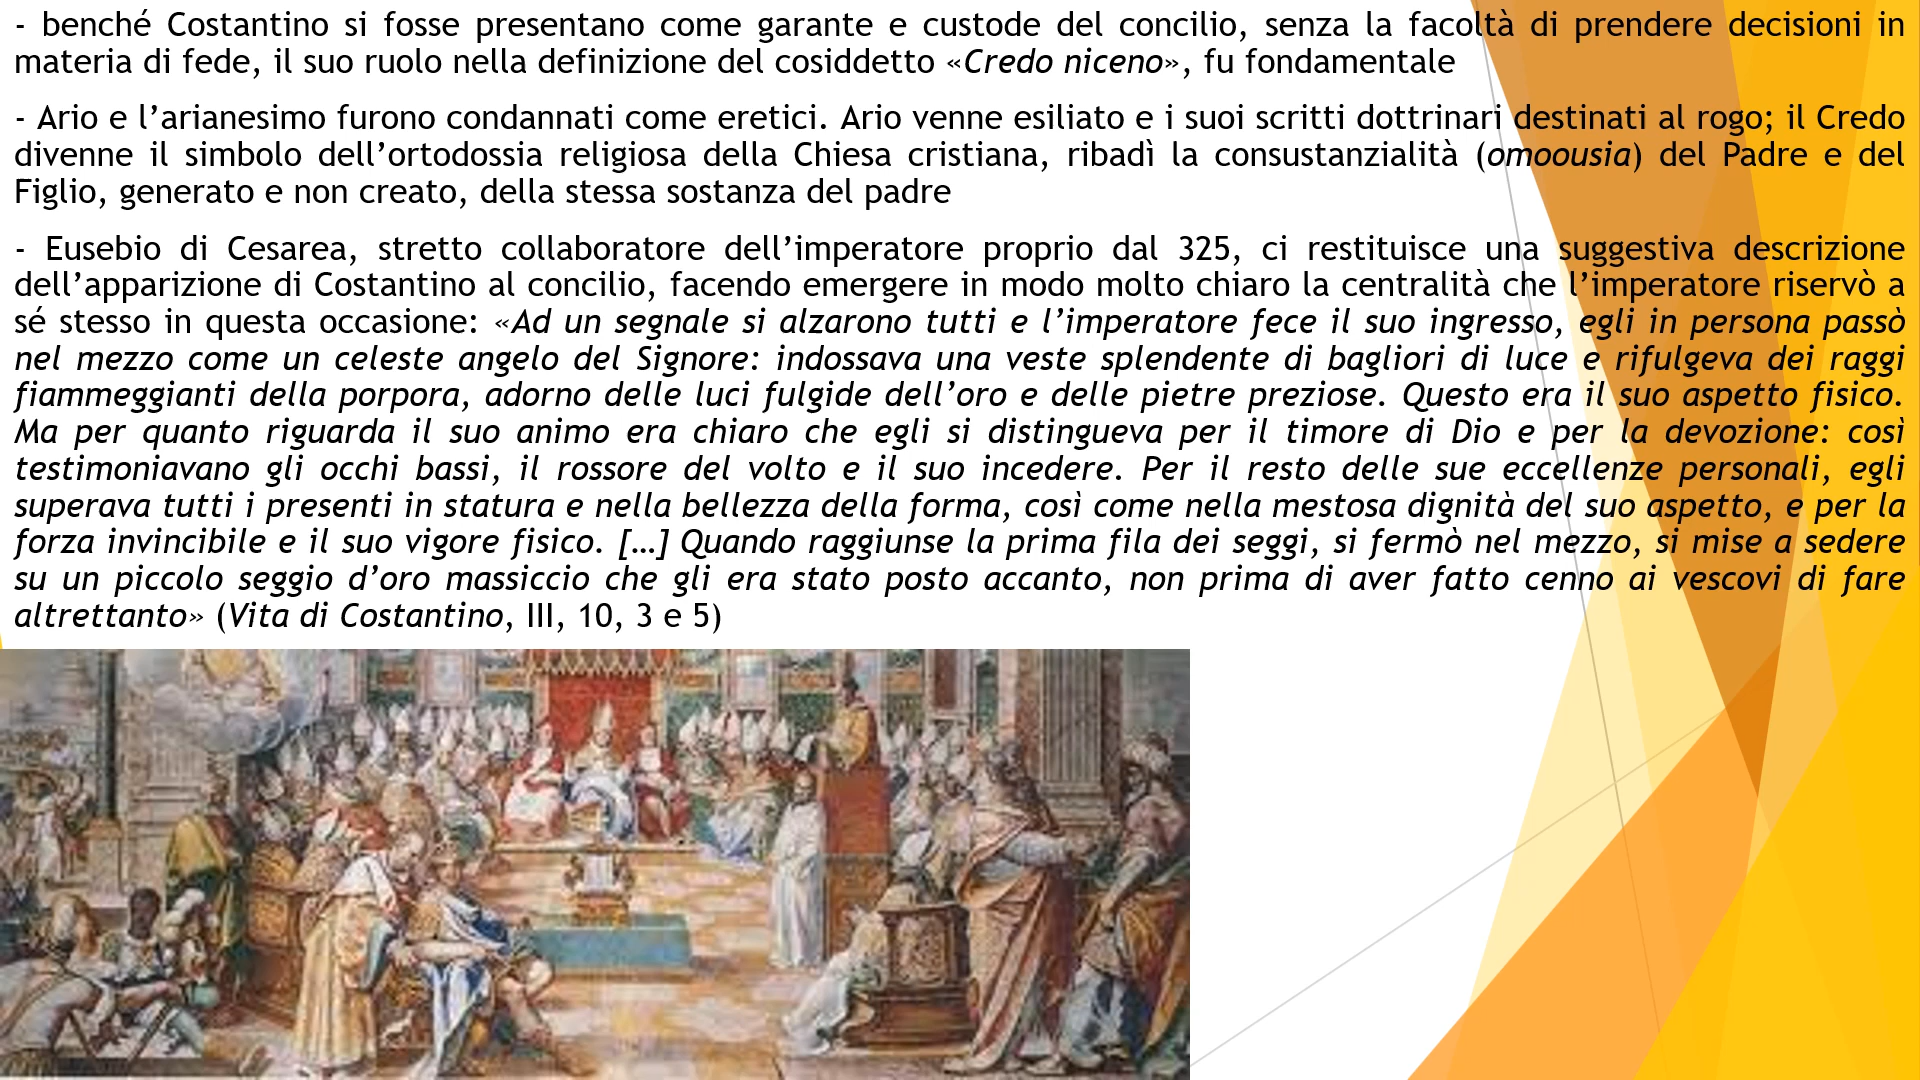 - benché Costantino si fosse presentano come garante e custode del concilio, senza la facoltà di prendere decisioni in
materia di fede, il suo ruolo nella definizione del cosiddetto «Credo niceno», fu fondamentale
- Ario e l’arianesimo furono condannati come eretici. Ario venne esiliato e i suoi scritti dottrinari destinati al rogo; il Credo
divenne il simbolo dell’ortodossia religiosa della Chiesa cristiana, ribadì la consustanzialità (omoousia) del Padre e del
Figlio, generato e non creato, della stessa sostanza del padre
- Eusebio di Cesarea, stretto collaboratore dell’imperatore proprio dal 325, ci restituisce una suggestiva descrizione
dell’apparizione di Costantino al concilio, facendo emergere in modo molto chiaro la centralità che l’imperatore riservò a
sé stesso in questa occasione: «Ad un segnale si alzarono tutti e l’imperatore fece il suo ingresso, egli in persona passò
nel mezzo come un celeste angelo del Signore: indossava una veste splendente di bagliori di luce e rifulgeva dei raggi
fiammeggianti della porpora, adorno delle luci fulgide dell’oro e delle pietre preziose. Questo era il suo aspetto fisico.
Ma per quanto riguarda il suo animo era chiaro che egli si distingueva per il timore di Dio e per la devozione: così
testimoniavano gli occhi bassi, il rossore del volto e il suo incedere. Per il resto delle sue eccellenze personali, egli
superava tutti i presenti in statura e nella bellezza della forma, così come nella mestosa dignità del suo aspetto, e per la
forza invincibile e il suo vigore fisico. […] Quando raggiunse la prima fila dei seggi, si fermò nel mezzo, si mise a sedere
su un piccolo seggio d’oro massiccio che gli era stato posto accanto, non prima di aver fatto cenno ai vescovi di fare
altrettanto» (Vita di Costantino, III, 10, 3 e 5)